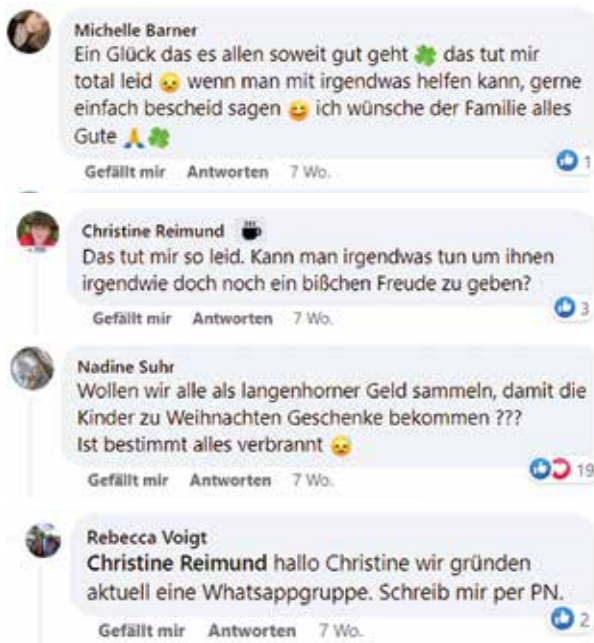 Michelle Barner
Ein Glück das es allen soweit gut geht 🍀 das tut mir
total leid 😞 wenn man mit irgendwas helfen kann, gerne
einfach bescheid sagen 😅 ich wünsche der Familie alles
Gute 🙏🍀
Gefällt mir Antworten 7 Wo.
1
Christine Reimund
Das tut mir so leid. Kann man irgendwas tun um ihnen
irgendwie doch noch ein bißchen Freude zu geben?
Gefällt mir Antworten 7 Wo.
3
Nadine Suhr
Wollen wir alle als langenhorner Geld sammeln, damit die
Kinder zu Weihnachten Geschenke bekommen ???
Ist bestimmt alles verbrannt 😞
Gefällt mir Antworten 7 Wo.
19
Rebecca Voigt
Christine Reimund hallo Christine wir gründen
aktuell eine Whatsappgruppe. Schreib mir per PN.
Gefällt mir Antworten 7 Wo.
2